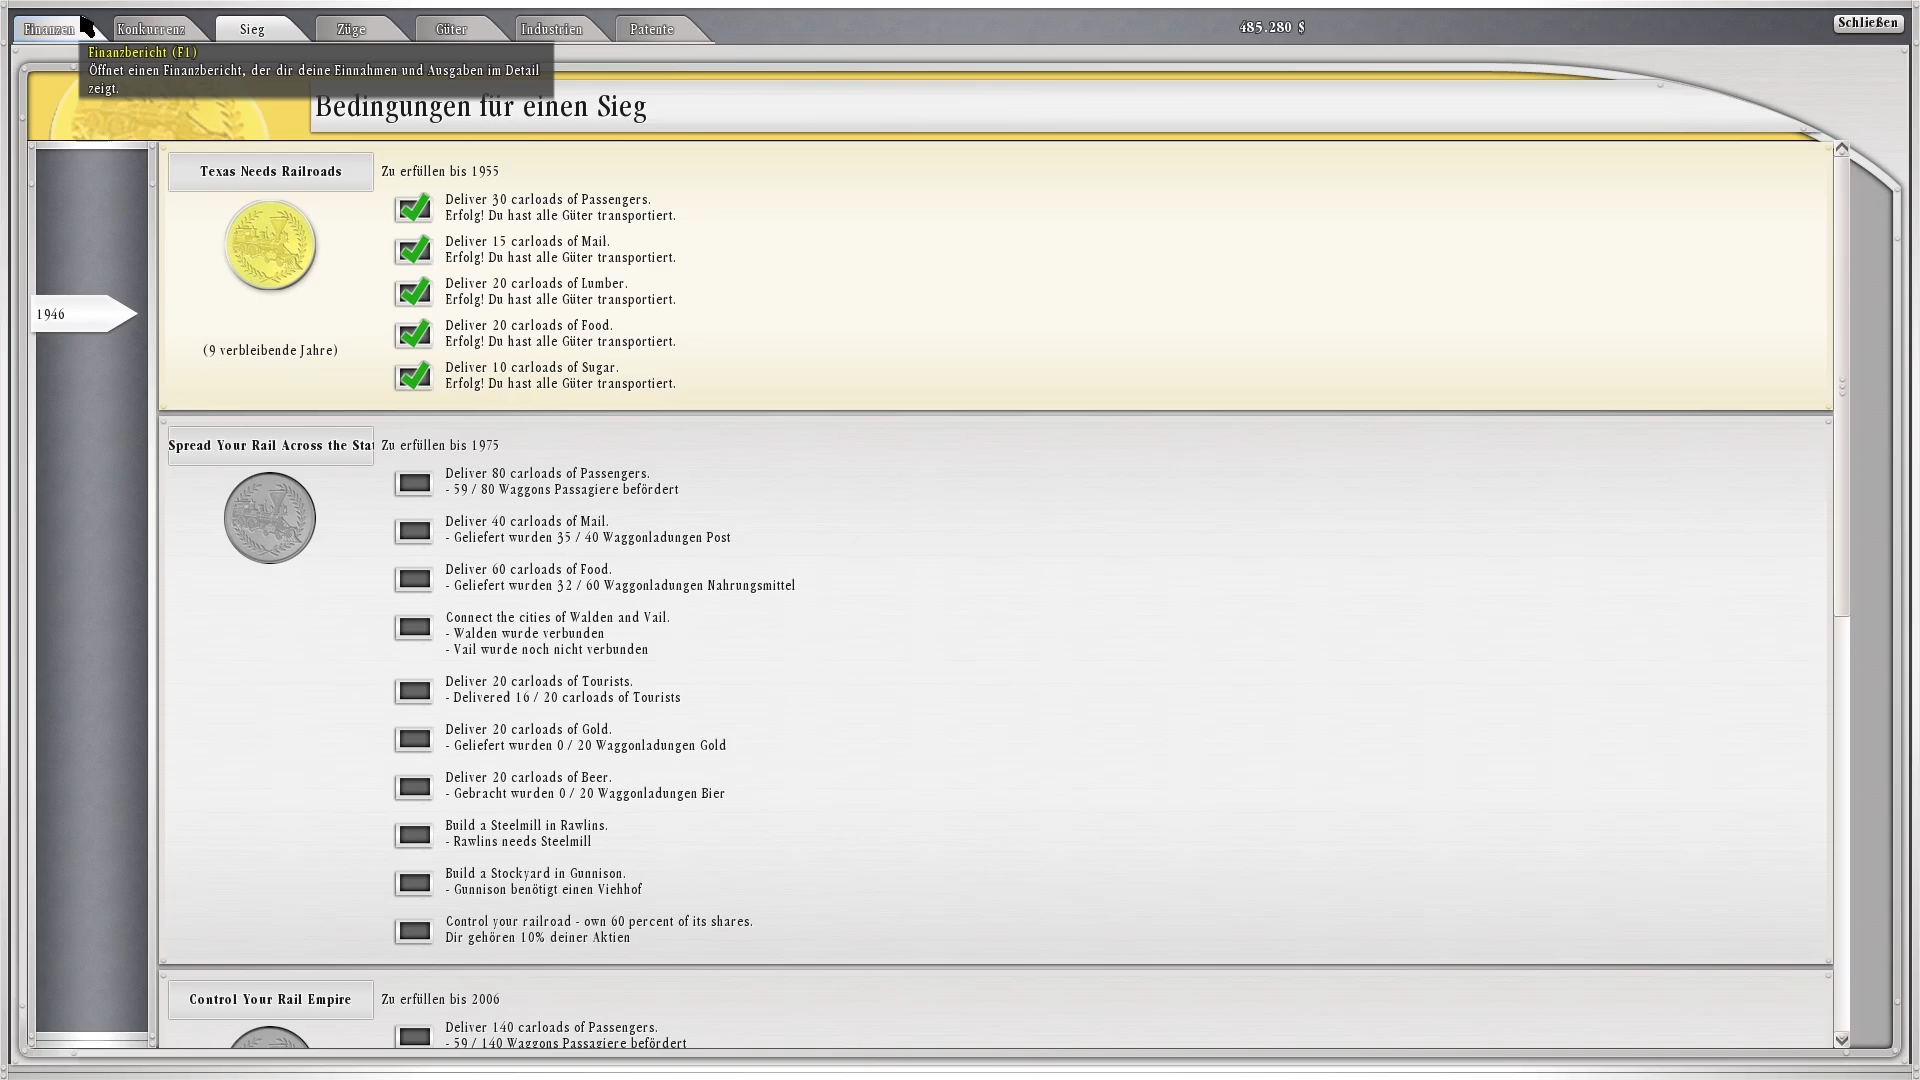 Finanzen Konkurrenz Sieg Züge Güter Industrien Patente 485.280 $ Schließen
Finanzbericht (F1)
Öffnet einen Finanzbericht, der dir deine Einnahmen und Ausgaben im Detail
zeigt.
Bedingungen für einen Sieg
1946
Texas Needs Railroads
Zu erfüllen bis 1955
(9 verbleibende Jahre)
Deliver 30 carloads of Passengers.
Erfolg! Du hast alle Güter transportiert.
Deliver 15 carloads of Mail.
Erfolg! Du hast alle Güter transportiert.
Deliver 20 carloads of Lumber.
Erfolg! Du hast alle Güter transportiert.
Deliver 20 carloads of Food.
Erfolg! Du hast alle Güter transportiert.
Deliver 10 carloads of Sugar.
Erfolg! Du hast alle Güter transportiert.
Spread Your Rail Across the Sta
Zu erfüllen bis 1975
Deliver 80 carloads of Passengers.
- 59 / 80 Waggons Passagiere befördert
Deliver 40 carloads of Mail.
- Geliefert wurden 35 / 40 Waggonladungen Post
Deliver 60 carloads of Food.
- Geliefert wurden 32 / 60 Waggonladungen Nahrungsmittel
Connect the cities of Walden and Vail.
- Walden wurde verbunden
- Vail wurde noch nicht verbunden
Deliver 20 carloads of Tourists.
- Delivered 16 / 20 carloads of Tourists
Deliver 20 carloads of Gold.
- Geliefert wurden 0 / 20 Waggonladungen Gold
Deliver 20 carloads of Beer.
- Gebracht wurden 0 / 20 Waggonladungen Bier
Build a Steelmill in Rawlins.
- Rawlins needs Steelmill
Build a Stockyard in Gunnison.
- Gunnison benötigt einen Viehhof
Control your railroad - own 60 percent of its shares.
Dir gehören 10% deiner Aktien
Control Your Rail Empire
Zu erfüllen bis 2006
Deliver 140 carloads of Passengers.
- 59 / 140 Waggons Passagiere befördert